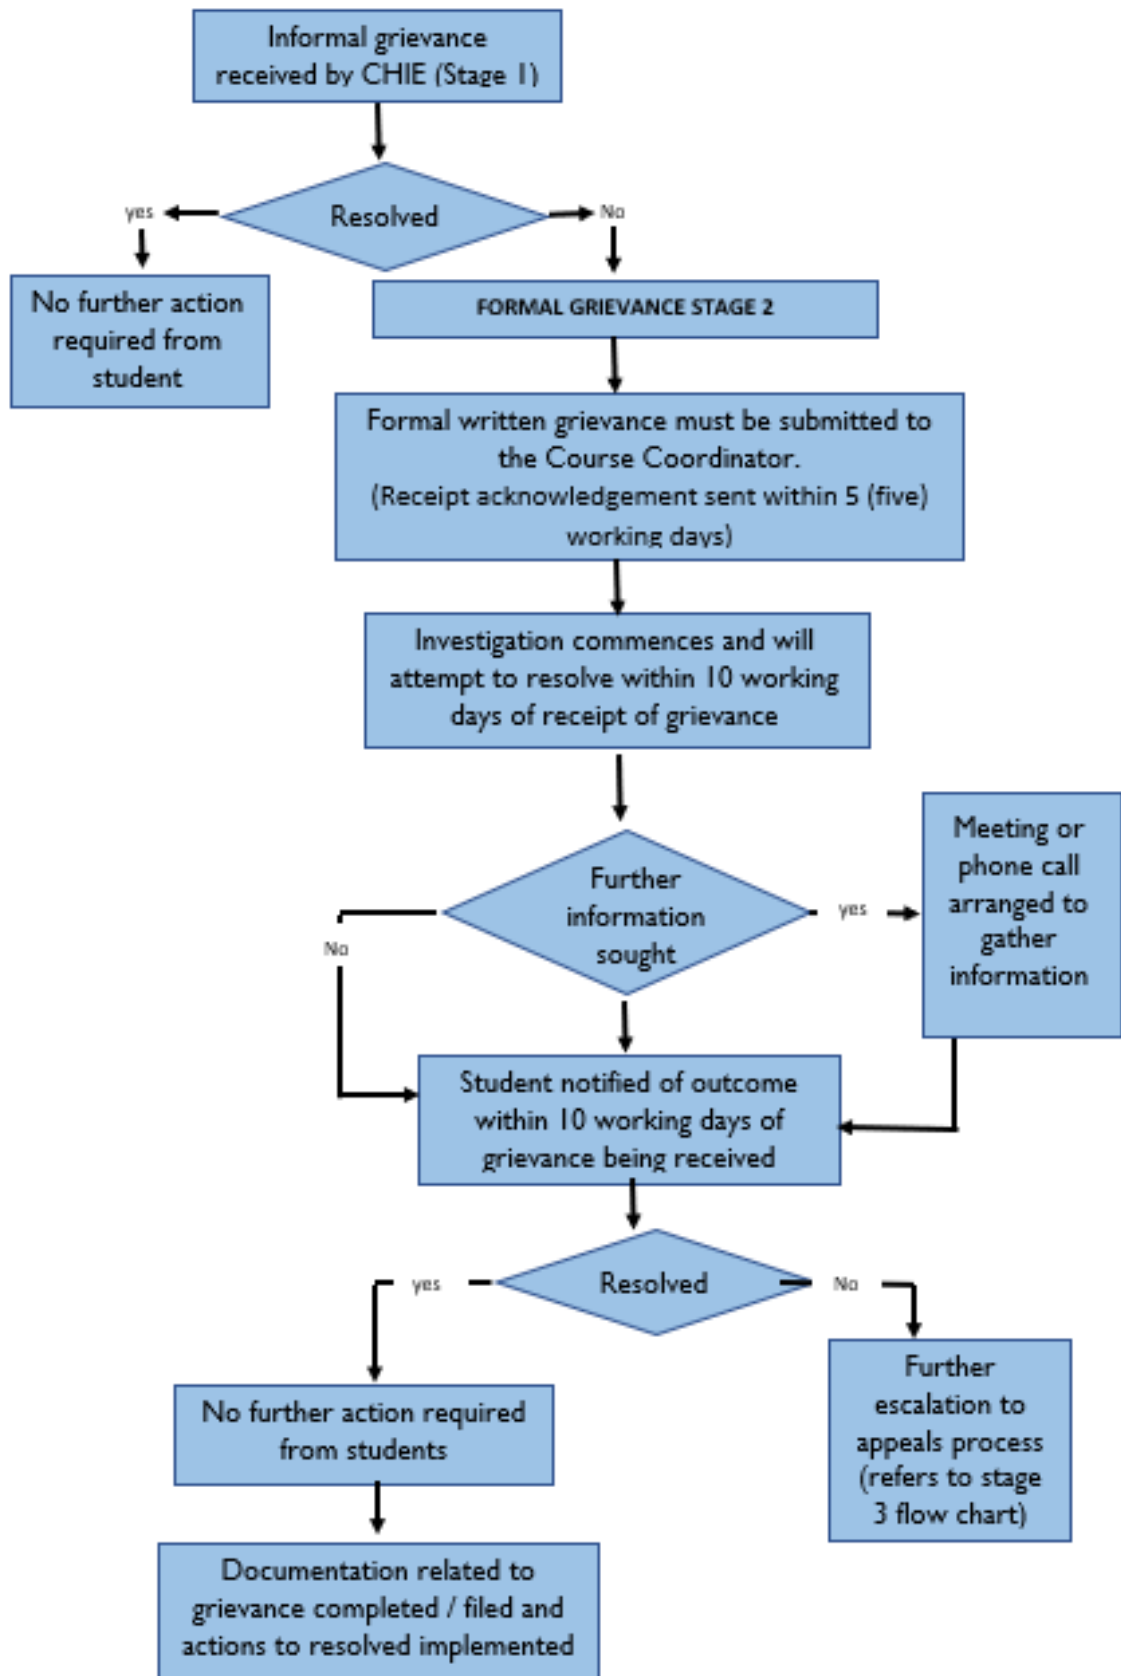 Informal grievance
received by CHIE (Stage 1)
Resolved
yes
No
No further action
required from
student
FORMAL GRIEVANCE STAGE 2
Formal written grievance must be submitted to
the Course Coordinator.
(Receipt acknowledgement sent within 5 (five)
working days)
Investigation commences and will
attempt to resolve within 10 working
days of receipt of grievance
Further
information
sought
yes
No
Meeting or
phone call
arranged to
gather
information
Student notified of outcome
within 10 working days of
grievance being received
Resolved
yes
No
No further action required
from students
Further
escalation to
appeals process
(refers to stage
3 flow chart)
Documentation related to
grievance completed / filed and
actions to resolved implemented